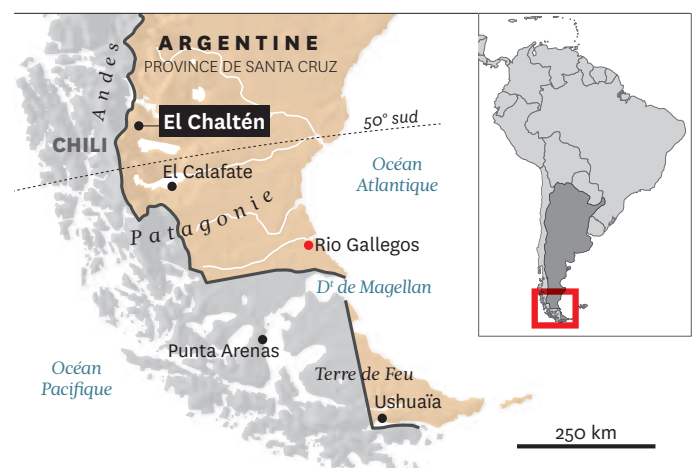 ARGENTINE
PROVINCE DE SANTA CRUZ
Andes
El Chaltén
50° sud
CHILI
El Calafate
Océan
Atlantique
Patagonie
Rio Gallegos
Dt de Magellan
Punta Arenas
Océan
Pacifique
Terre de Feu
Ushuaïa
250 km